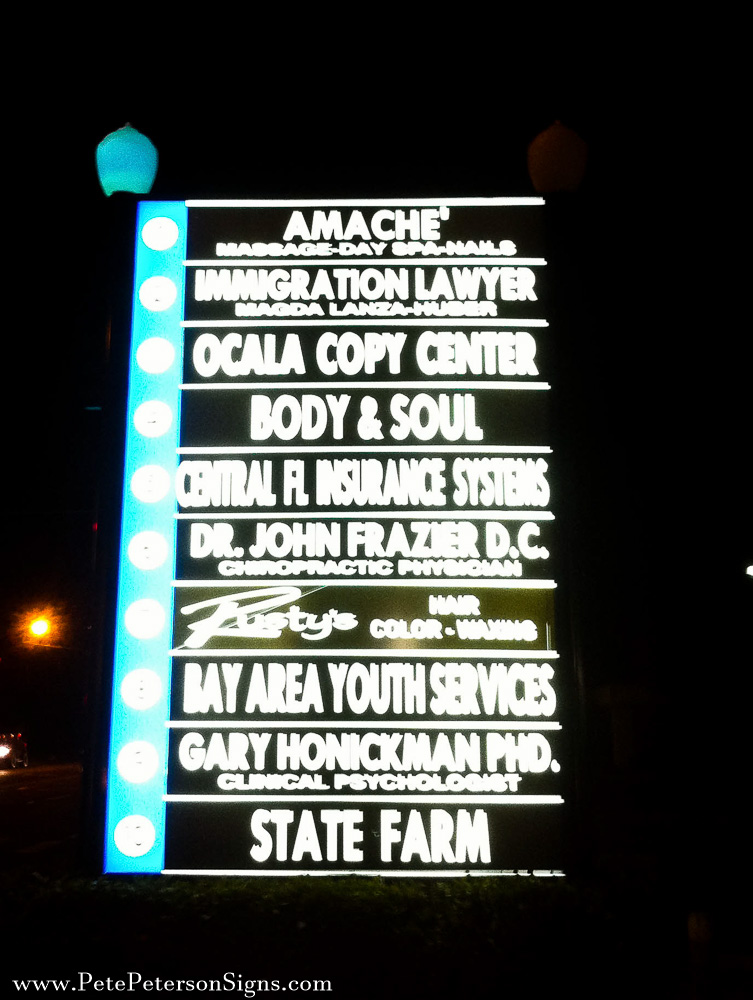 AMACHE'
MASSAGE-DAY SPA-NAILS
IMMIGRATION LAWYER
MAGDA LANZA-HUBER
OCALA COPY CENTER
BODY & SOUL
CENTRAL FL INSURANCE SYSTEMS
DR. JOHN FRAZIER D.C.
CHIROPRACTIC PHYSICIAN
Rusty's HAIR
COLOR - WAXING
BAY AREA YOUTH SERVICES
GARY HONICKMAN PHD.
CLINICAL PSYCHOLOGIST
STATE FARM
www.PetePetersonSigns.com